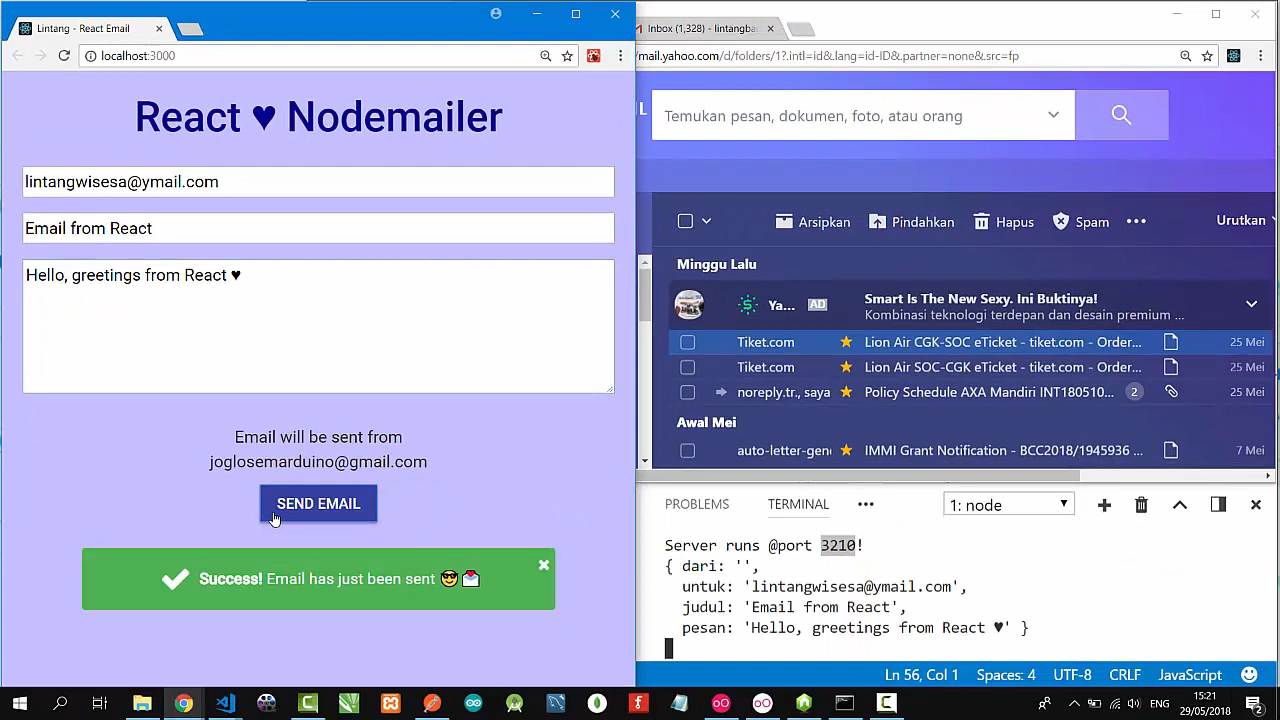 Lintang - React Email
localhost:3000
React ♥ Nodemailer
lintangwisesa@ymail.com
Email from React
Hello, greetings from React ♥
Email will be sent from
joglosemarduino@gmail.com
SEND EMAIL
Success! Email has just been sent 😎 📩
Inbox (1,328) - lintangba
/mail.yahoo.com/d/folders/1?.intl=id&.lang=id-ID&.partner=none&.src=fp
Temukan pesan, dokumen, foto, atau orang
Arsipkan Pindahkan Hapus Spam ••• Urutkan
Minggu Lalu
Ya... AD Smart Is The New Sexy. Ini Buktinya!
Kombinasi teknologi terdepan dan desain premium ...
Tiket.com Lion Air CGK-SOC eTicket - tiket.com - Order... 25 Mei
Tiket.com Lion Air SOC-CGK eTicket - tiket.com - Order... 25 Mei
noreply.tr., saya Policy Schedule AXA Mandiri INT180510... 2 25 Mei
Awal Mei
auto-letter-gen IMMI Grant Notification - BCC2018/1945936 ... 7 Mei
PROBLEMS TERMINAL ••• 1: node
Server runs @port 3210!
{ dari: '',
untuk: 'lintangwisesa@ymail.com',
judul: 'Email from React',
pesan: 'Hello, greetings from React ♥' }
Ln 56, Col 1 Spaces: 4 UTF-8 CRLF JavaScript
ENG 15:21
29/05/2018 2